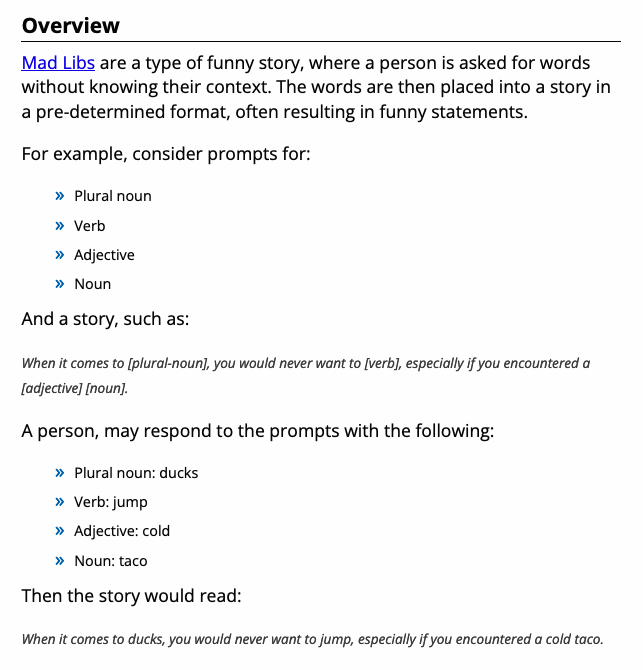 Overview
Mad Libs are a type of funny story, where a person is asked for words
without knowing their context. The words are then placed into a story in
a pre-determined format, often resulting in funny statements.
For example, consider prompts for:
» Plural noun
» Verb
» Adjective
» Noun
And a story, such as:
When it comes to [plural-noun], you would never want to [verb], especially if you encountered a
[adjective] [noun].
A person, may respond to the prompts with the following:
» Plural noun: ducks
» Verb: jump
» Adjective: cold
» Noun: taco
Then the story would read:
When it comes to ducks, you would never want to jump, especially if you encountered a cold taco.